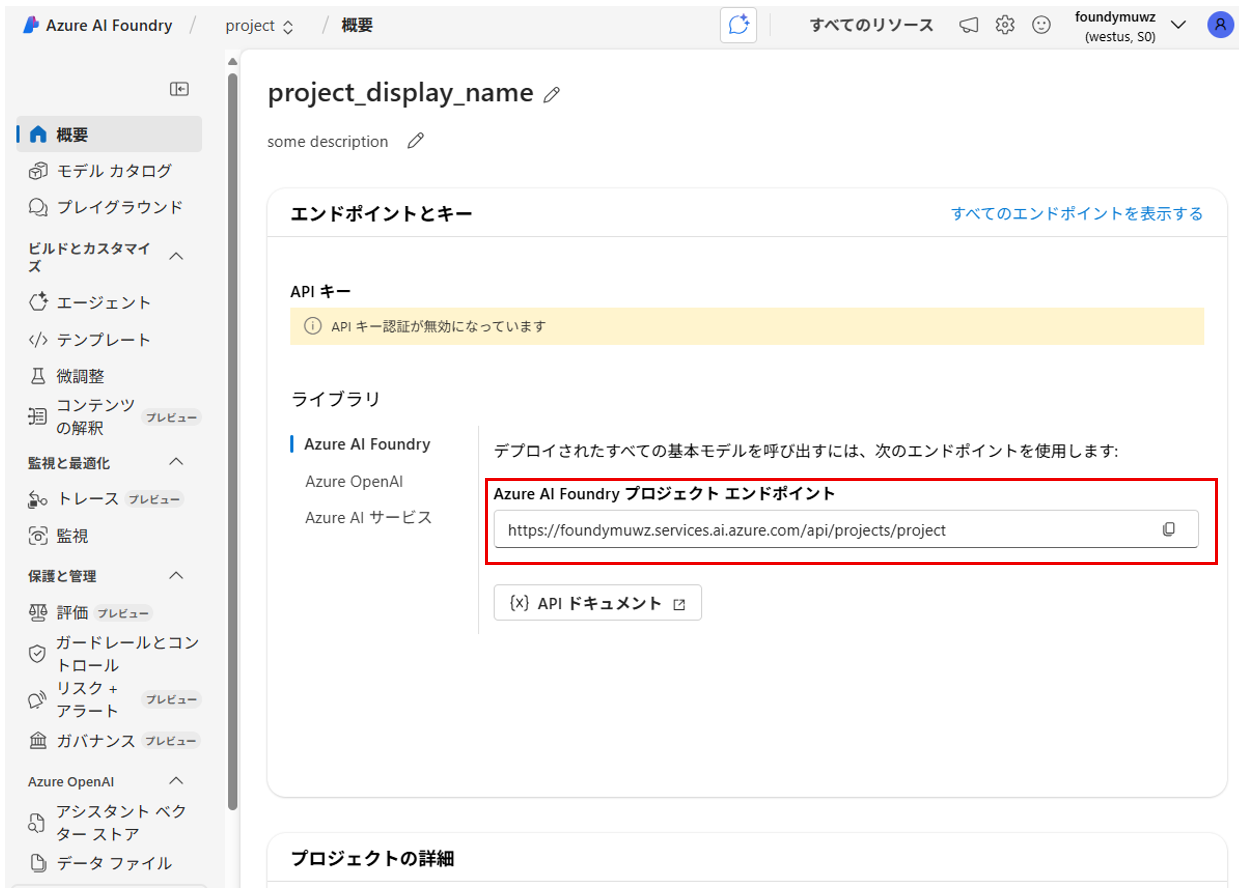 Azure AI Foundry / project / 概要
すべてのリソース
foundymuwz
(westus, S0)
A
概要
モデル カタログ
プレイグラウンド
ビルドとカスタマイ
ズ
エージェント
テンプレート
微調整
コンテンツ
の解釈 プレビュー
監視と最適化
トレース プレビュー
監視
保護と管理
評価 プレビュー
ガードレールとコン
トロール
リスク +
アラート プレビュー
ガバナンス プレビュー
Azure OpenAI
アシスタント ベク
ター ストア
データ ファイル
project_display_name
some description
エンドポイントとキー
すべてのエンドポイントを表示する
API キー
API キー認証が無効になっています
ライブラリ
Azure AI Foundry
Azure OpenAI
Azure AI サービス
デプロイされたすべての基本モデルを呼び出すには、次のエンドポイントを使用します:
Azure AI Foundry プロジェクト エンドポイント
https://foundymuwz.services.ai.azure.com/api/projects/project
{x} API ドキュメント
プロジェクトの詳細